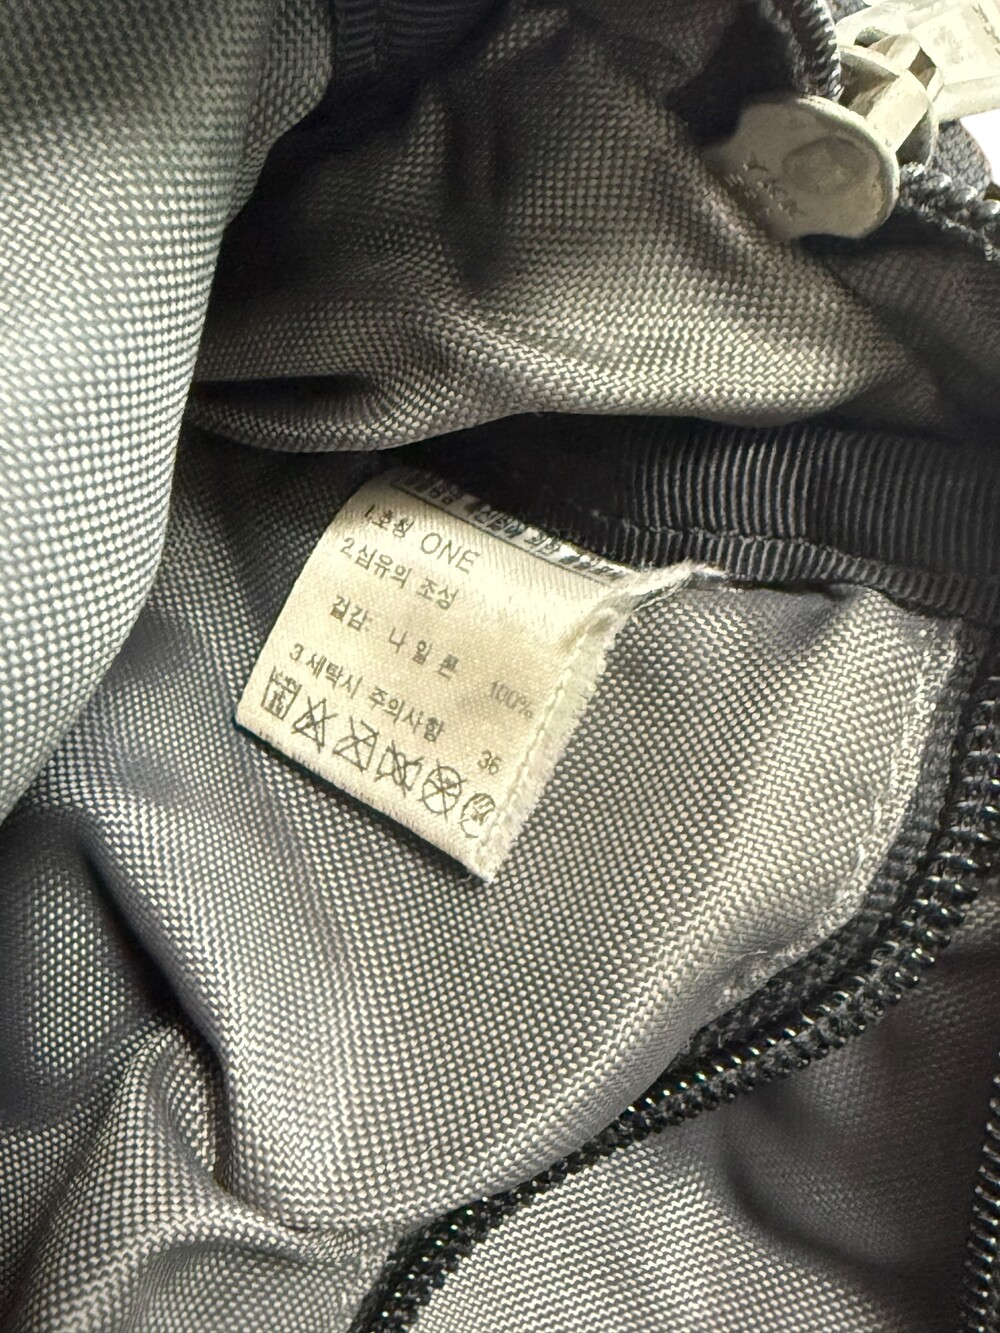 1.호칭 ONE
2.섬유의 조성
겉감: 나 일 론 100%
3 세탁시 주의사항 36